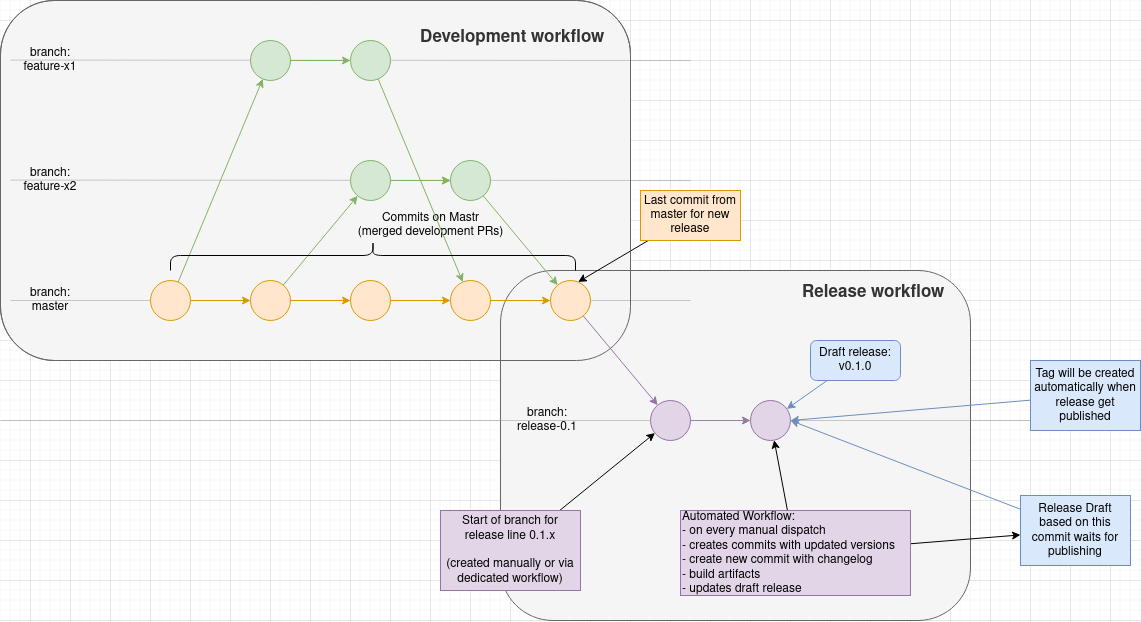 Development workflow
branch:
feature-x1
branch:
feature-x2
Commits on Mastr
(merged development PRs)
Last commit from
master for new
release
branch:
master
Release workflow
Draft release:
v0.1.0
Tag will be created
automatically when
release get
published
branch:
release-0.1
Start of branch for
release line 0.1.x
(created manually or via
dedicated workflow)
Automated Workflow:
- on every manual dispatch
- creates commits with updated versions
- create new commit with changelog
- build artifacts
- updates draft release
Release Draft
based on this
commit waits for
publishing